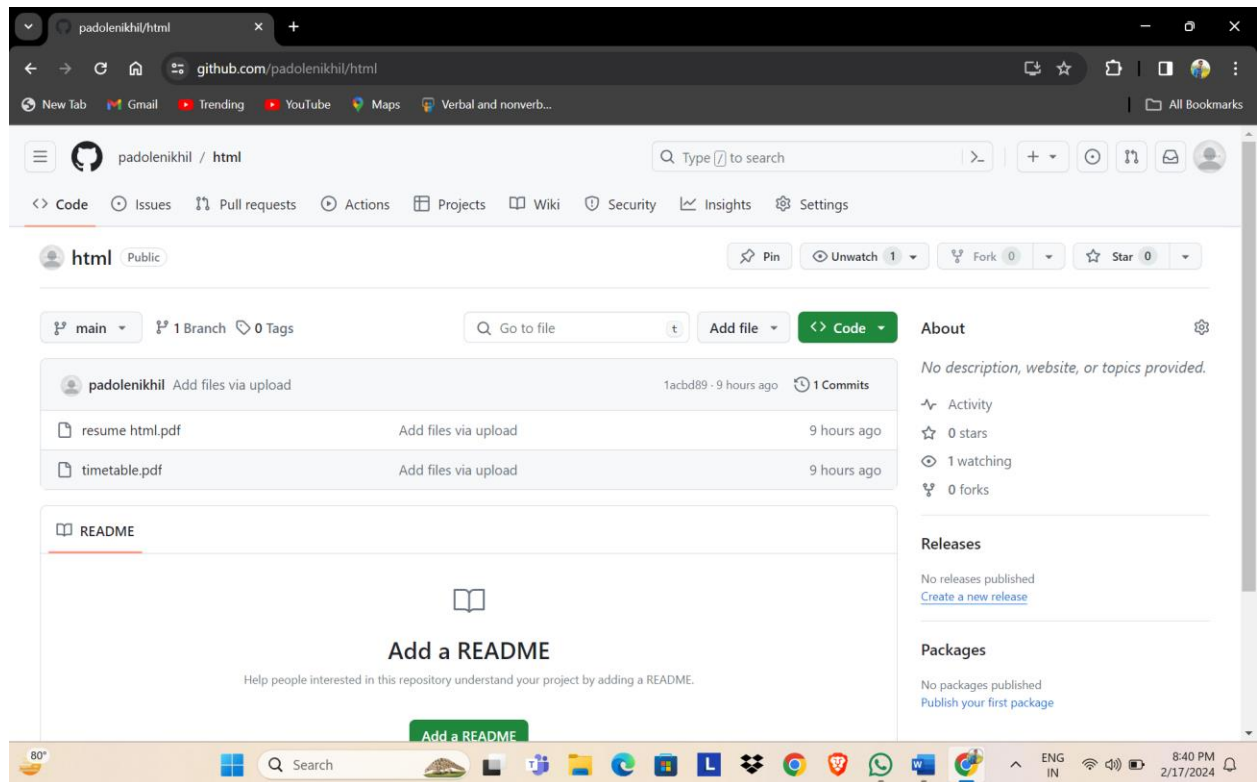 padolenikhil/html
github.com/padolenikhil/html
New Tab Gmail Trending YouTube Maps Verbal and nonverb... All Bookmarks
padolenikhil / html Type / to search
Code Issues Pull requests Actions Projects Wiki Security Insights Settings
html Public Pin Unwatch 1 Fork 0 Star 0
main 1 Branch 0 Tags Go to file t Add file Code
About
No description, website, or topics provided.
padolenikhil Add files via upload 1acbd89 · 9 hours ago 1 Commits
resume html.pdf Add files via upload 9 hours ago
timetable.pdf Add files via upload 9 hours ago
Activity
0 stars
1 watching
0 forks
README
Add a README
Help people interested in this repository understand your project by adding a README.
Add a README
Releases
No releases published
Create a new release
Packages
No packages published
Publish your first package
80°
Search
L
W
ENG
IN
8:40 PM
2/17/2024